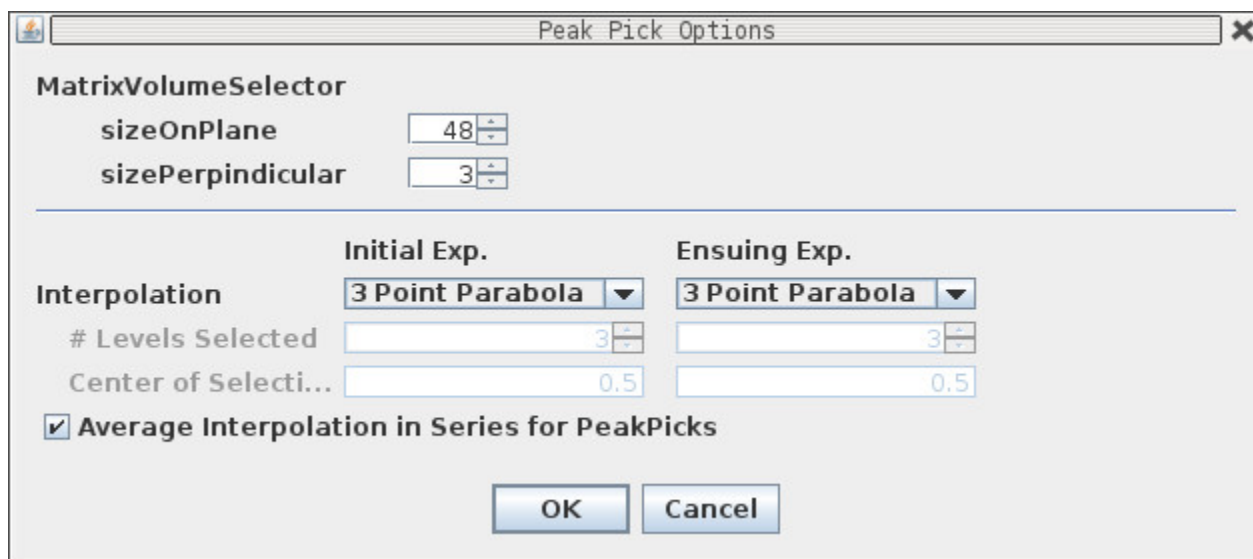 Peak Pick Options
MatrixVolumeSelector
sizeOnPlane 48
sizePerpindicular 3
Initial Exp. Ensuing Exp.
Interpolation 3 Point Parabola 3 Point Parabola
# Levels Selected 3 3
Center of Selecti... 0.5 0.5
Average Interpolation in Series for PeakPicks
OK Cancel